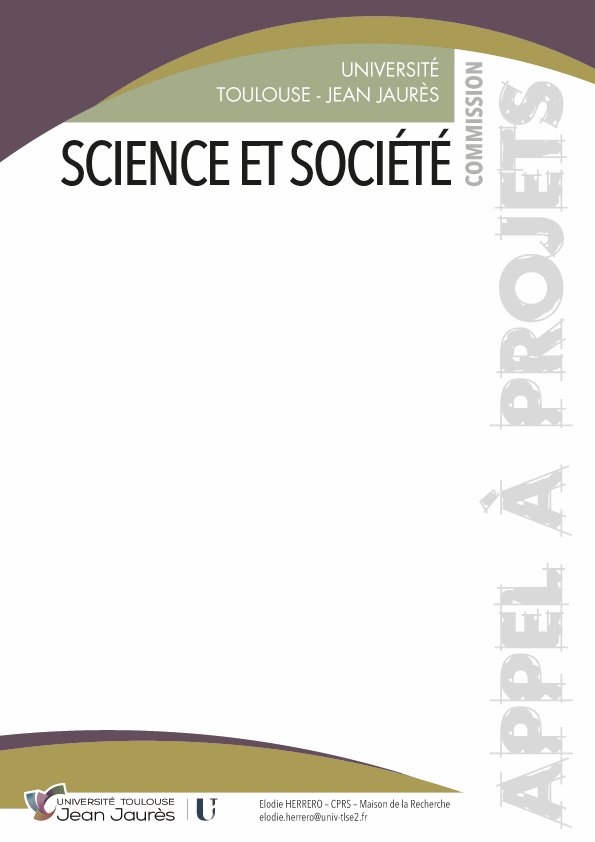 UNIVERSITÉ
TOULOUSE - JEAN JAURÈS
SCIENCE ET SOCIÉTÉ
COMMISSION
APPEL À PROJETS
UNIVERSITÉ TOULOUSE
Jean Jaurès
UT
Elodie HERRERO – CPRS – Maison de la Recherche
elodie.herrero@univ-tlse2.fr